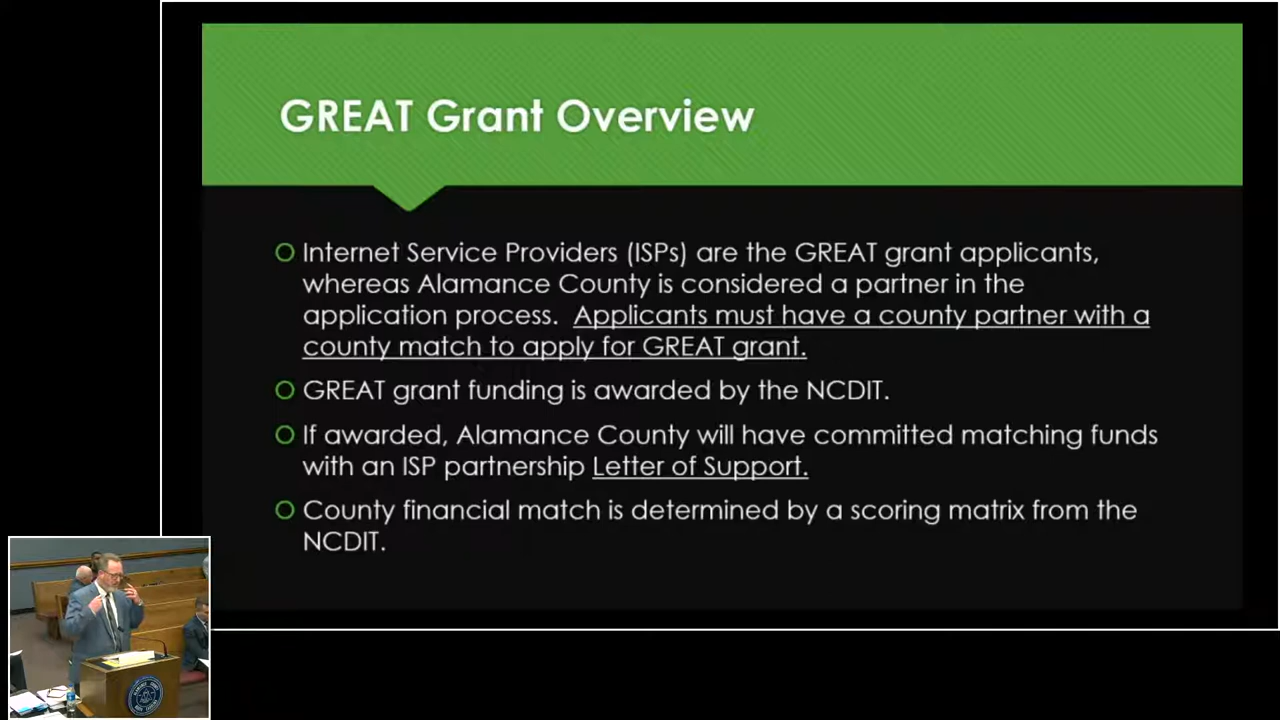 GREAT Grant Overview
Internet Service Providers (ISPs) are the GREAT grant applicants,
whereas Alamance County is considered a partner in the
application process. Applicants must have a county partner with a
county match to apply for GREAT grant.
GREAT grant funding is awarded by the NCDIT.
If awarded, Alamance County will have committed matching funds
with an ISP partnership Letter of Support.
County financial match is determined by a scoring matrix from the
NCDIT.